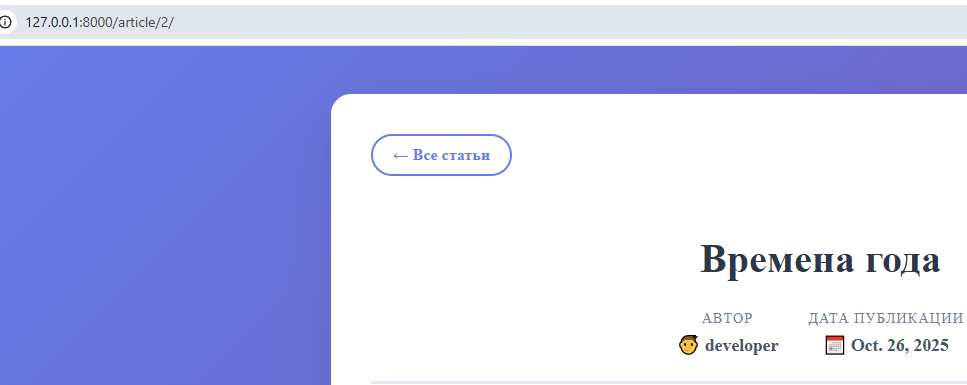 127.0.0.1:8000/article/2/
← Все статьи
Времена года
АВТОР ДАТА ПУБЛИКАЦИИ
developer Oct. 26, 2025